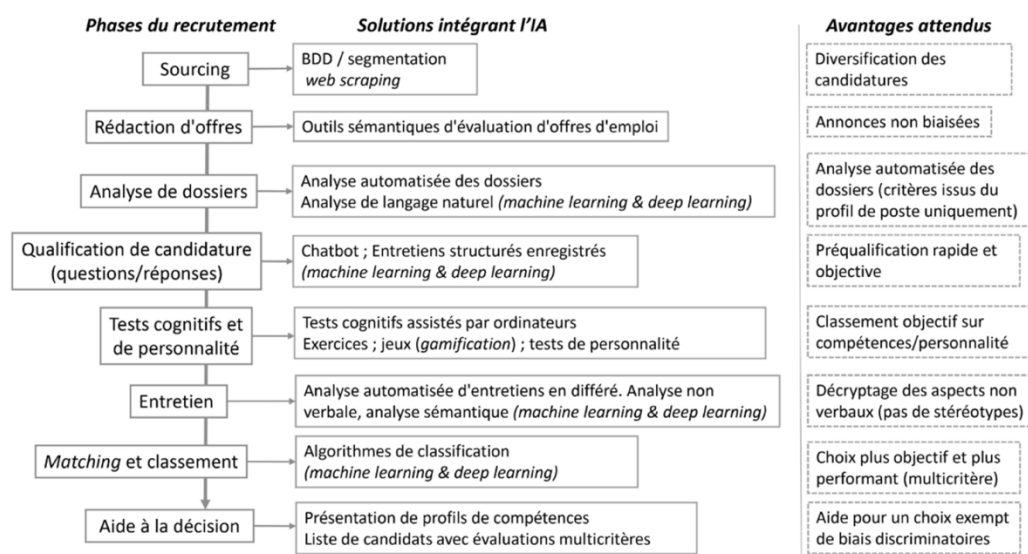 Phases du recrutement
Solutions intégrant l'IA
Avantages attendus
Sourcing
BDD / segmentation
web scraping
Diversification des
candidatures
Rédaction d'offres
Outils sémantiques d'évaluation d'offres d'emploi
Annonces non biaisées
Analyse de dossiers
Analyse automatisée des dossiers
Analyse de langage naturel (machine learning & deep learning)
Analyse automatisée des
dossiers (critères issus du
profil de poste uniquement)
Qualification de candidature
(questions/réponses)
Chatbot ; Entretiens structurés enregistrés
(machine learning & deep learning)
Préqualification rapide et
objective
Tests cognitifs et
de personnalité
Tests cognitifs assistés par ordinateurs
Exercices ; jeux (gamification) ; tests de personnalité
Classement objectif sur
compétences/personnalité
Entretien
Analyse automatisée d'entretiens en différé. Analyse non
verbale, analyse sémantique (machine learning & deep learning)
Décryptage des aspects non
verbaux (pas de stéréotypes)
Matching et classement
Algorithmes de classification
(machine learning & deep learning)
Choix plus objectif et plus
performant (multicritère)
Aide à la décision
Présentation de profils de compétences
Liste de candidats avec évaluations multicritères
Aide pour un choix exempt
de biais discriminatoires